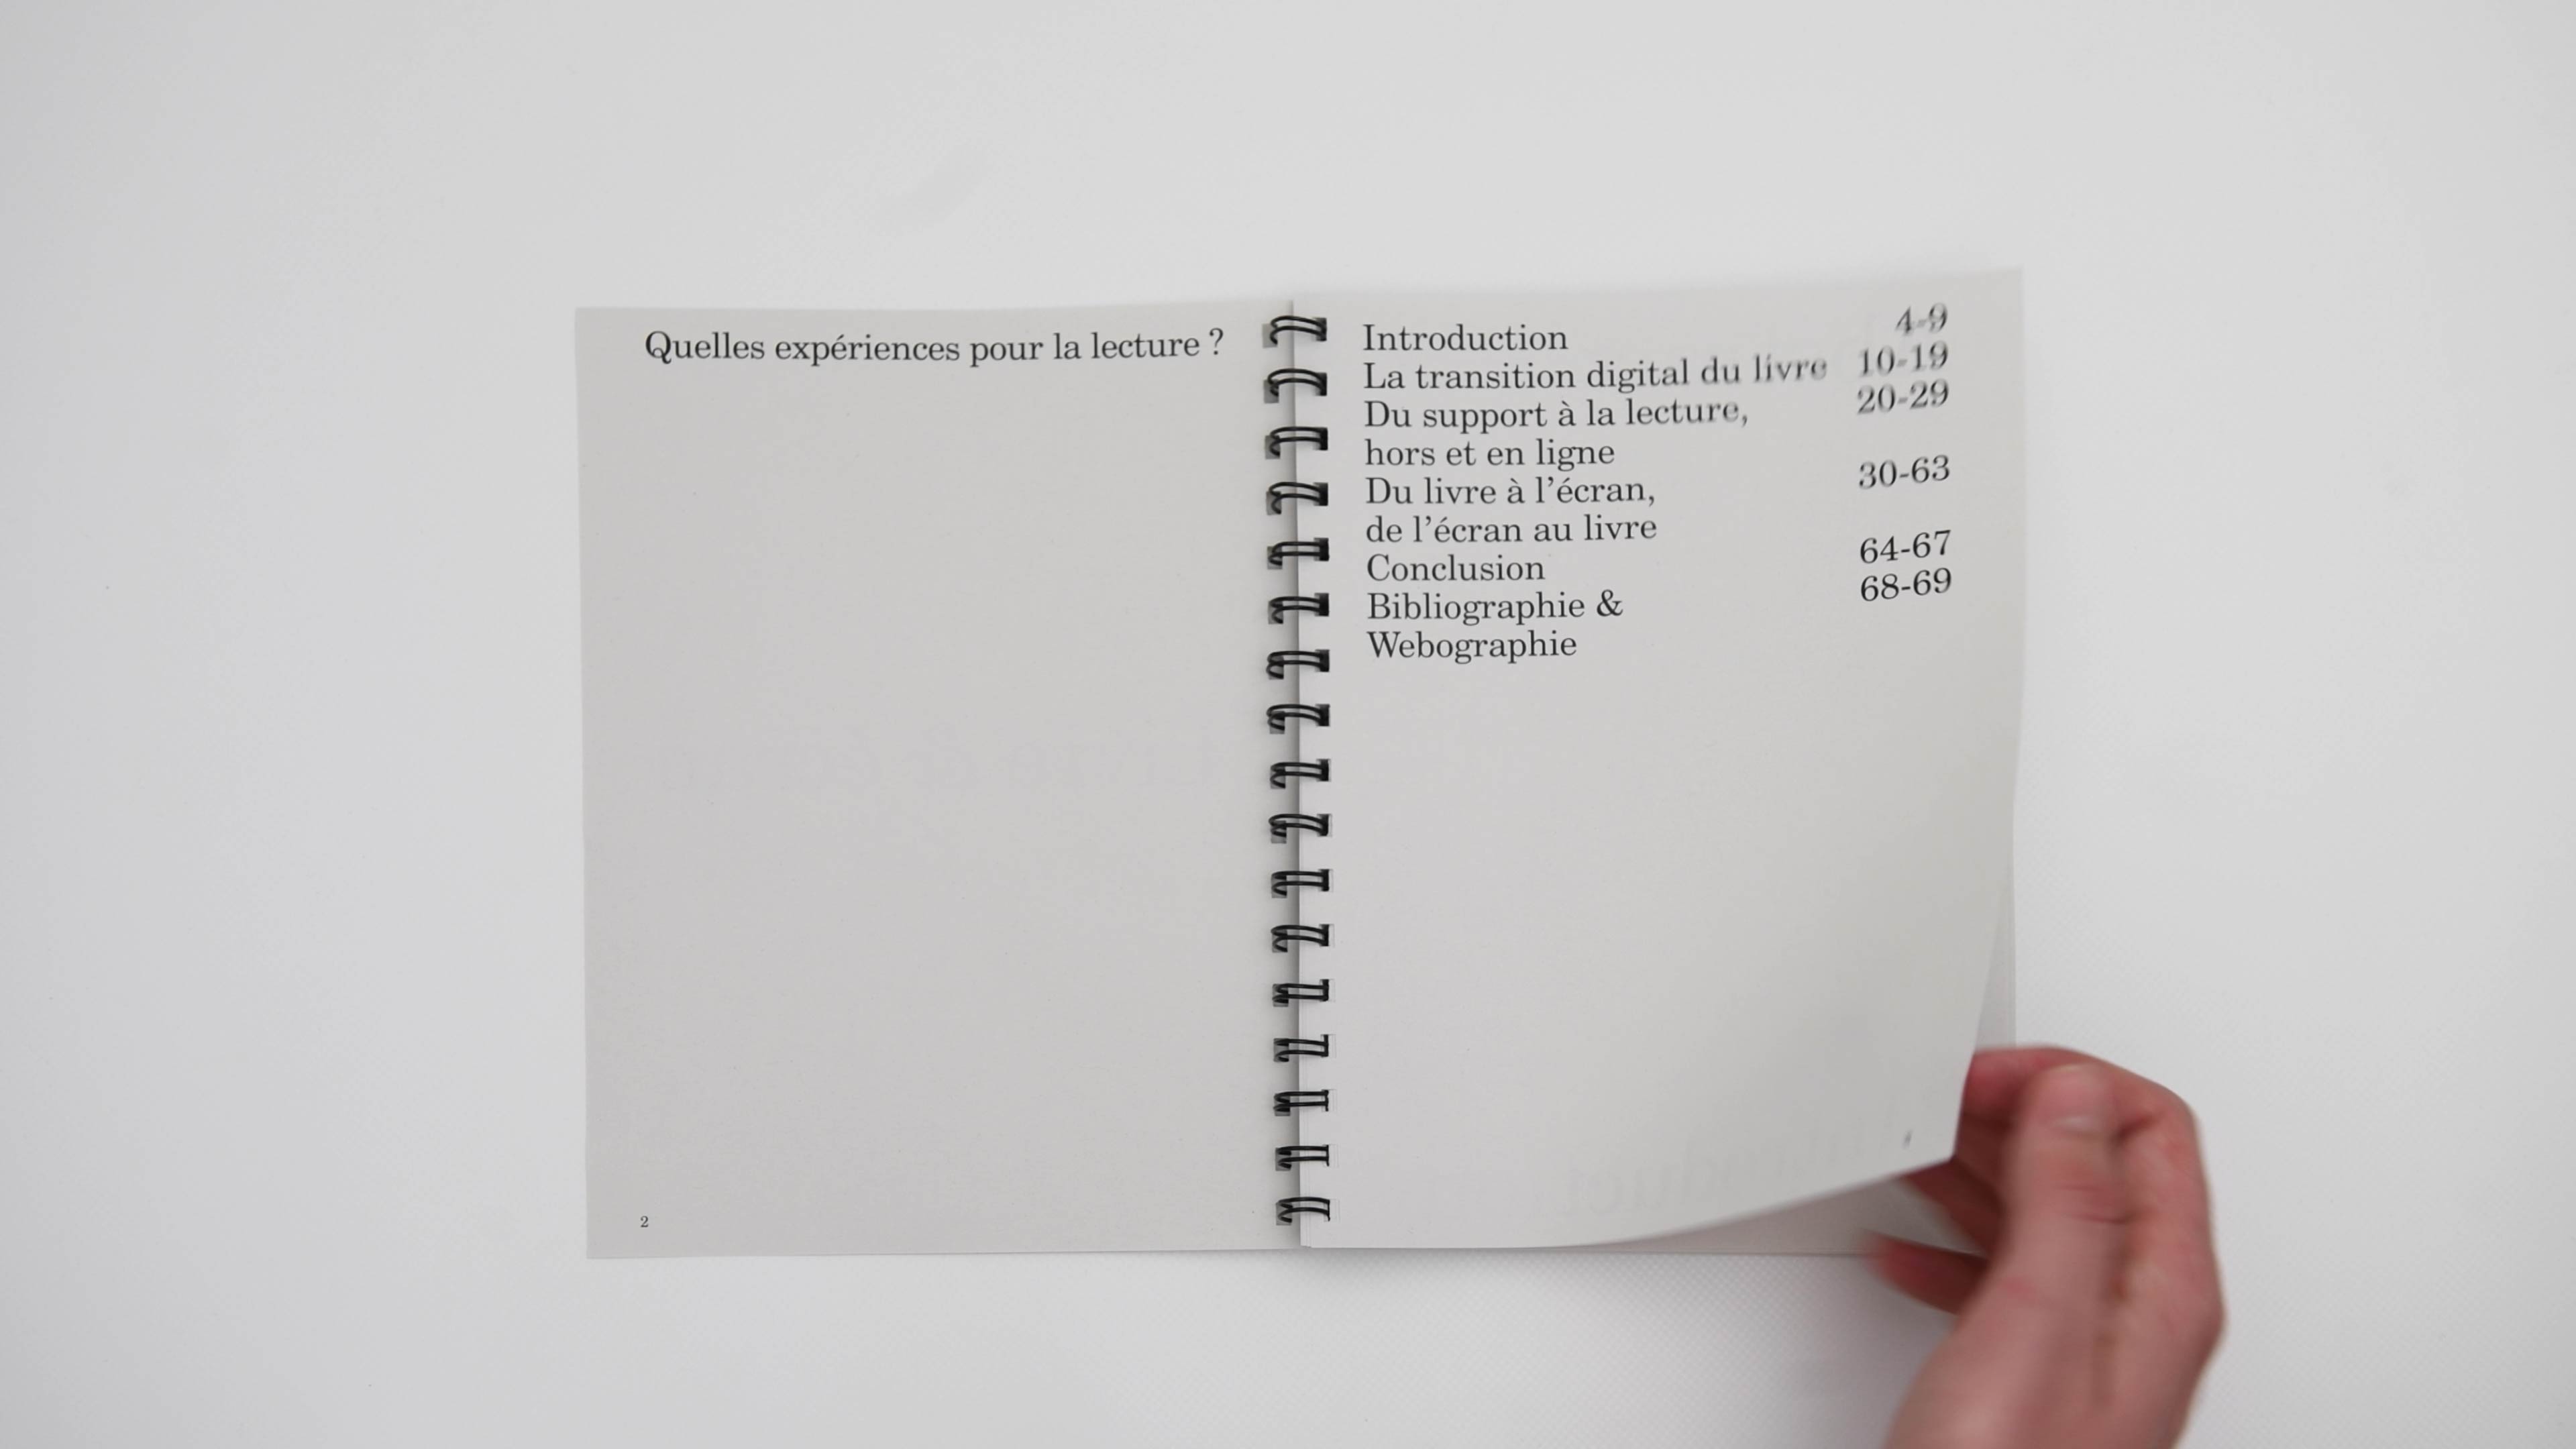 Quelles expériences pour la lecture ?
2
Introduction 4-9
La transition digital du livre 10-19
Du support à la lecture, 20-29
hors et en ligne
Du livre à l’écran, 30-63
de l’écran au livre
Conclusion 64-67
Bibliographie & 68-69
Webographie